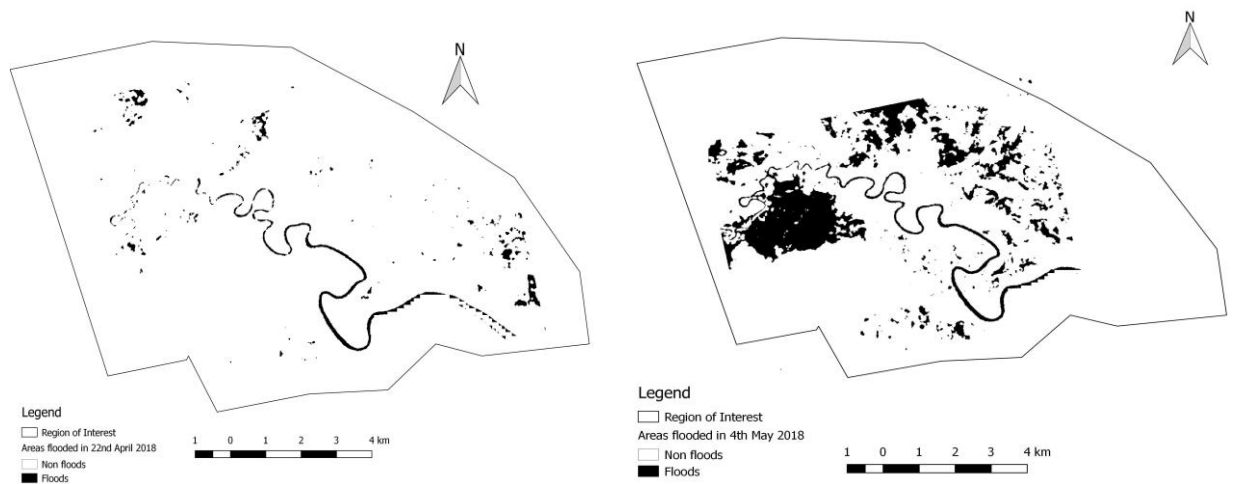 N
Legend
Region of Interest
Areas flooded in 22nd April 2018
Non floods
Floods
1 0 1 2 3 4 km
N
Legend
Region of Interest
Areas flooded in 4th May 2018
Non floods
Floods
1 0 1 2 3 4 km